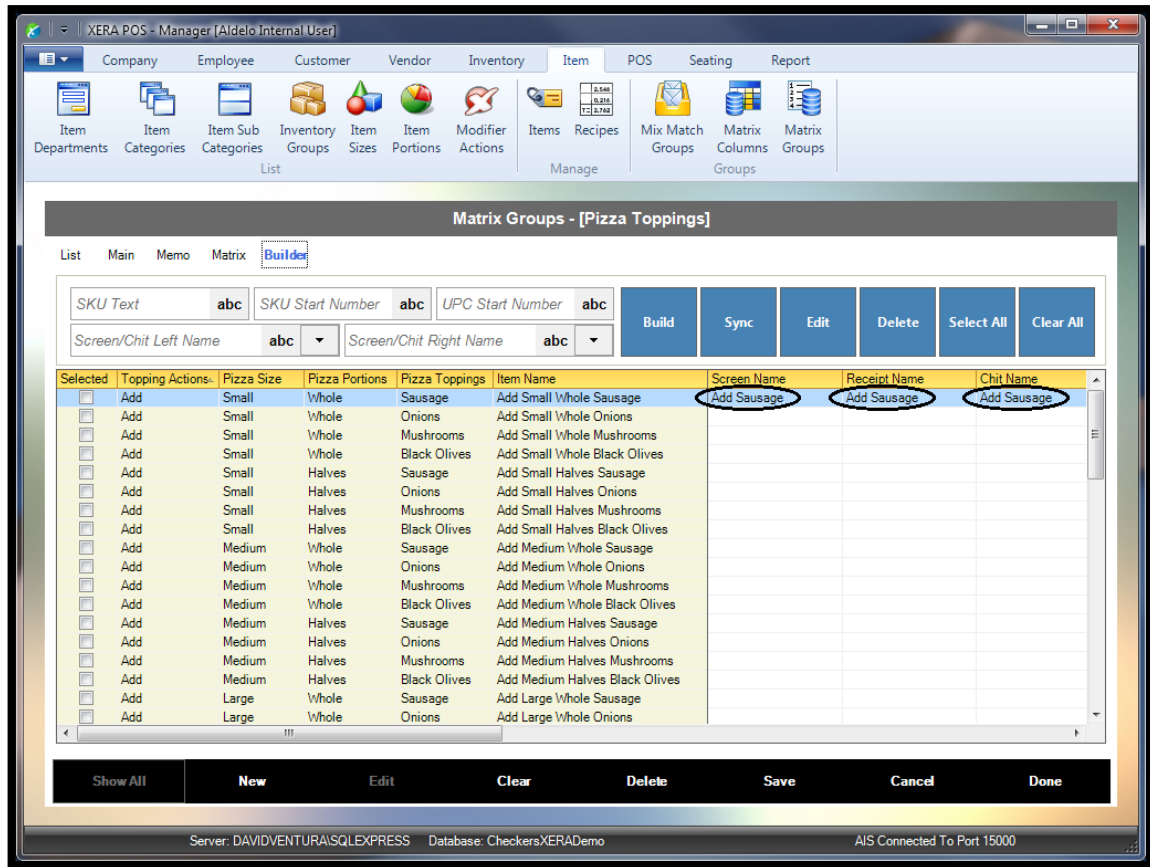 XERA POS - Manager [Aldelo Internal User]
Company Employee Customer Vendor Inventory Item POS Seating Report
2.546
0.216
2.762
Item Departments
Item Categories
Item Sub Categories
Inventory Groups
Item Sizes
Item Portions
Modifier Actions
Items
Recipes
Mix Match Groups
Matrix Columns
Matrix Groups
List Manage Groups
Matrix Groups - [Pizza Toppings]
List Main Memo Matrix Builder
SKU Text abc SKU Start Number abc UPC Start Number abc
Screen/Chit Left Name abc Screen/Chit Right Name abc
Build Sync Edit Delete Select All Clear All
Selected Topping Actions Pizza Size Pizza Portions Pizza Toppings Item Name Screen Name Receipt Name Chit Name
Add Small Whole Sausage Add Small Whole Sausage Add Sausage Add Sausage Add Sausage
Add Small Whole Onions Add Small Whole Onions
Add Small Whole Mushrooms Add Small Whole Mushrooms
Add Small Whole Black Olives Add Small Whole Black Olives
Add Small Halves Sausage Add Small Halves Sausage
Add Small Halves Onions Add Small Halves Onions
Add Small Halves Mushrooms Add Small Halves Mushrooms
Add Small Halves Black Olives Add Small Halves Black Olives
Add Medium Whole Sausage Add Medium Whole Sausage
Add Medium Whole Onions Add Medium Whole Onions
Add Medium Whole Mushrooms Add Medium Whole Mushrooms
Add Medium Whole Black Olives Add Medium Whole Black Olives
Add Medium Halves Sausage Add Medium Halves Sausage
Add Medium Halves Onions Add Medium Halves Onions
Add Medium Halves Mushrooms Add Medium Halves Mushrooms
Add Medium Halves Black Olives Add Medium Halves Black Olives
Add Large Whole Sausage Add Large Whole Sausage
Add Large Whole Onions Add Large Whole Onions
Show All New Edit Clear Delete Save Cancel Done
Server: DAVIDVENTURA\SQLEXPRESS Database: CheckersXERADemo AIS Connected To Port 15000